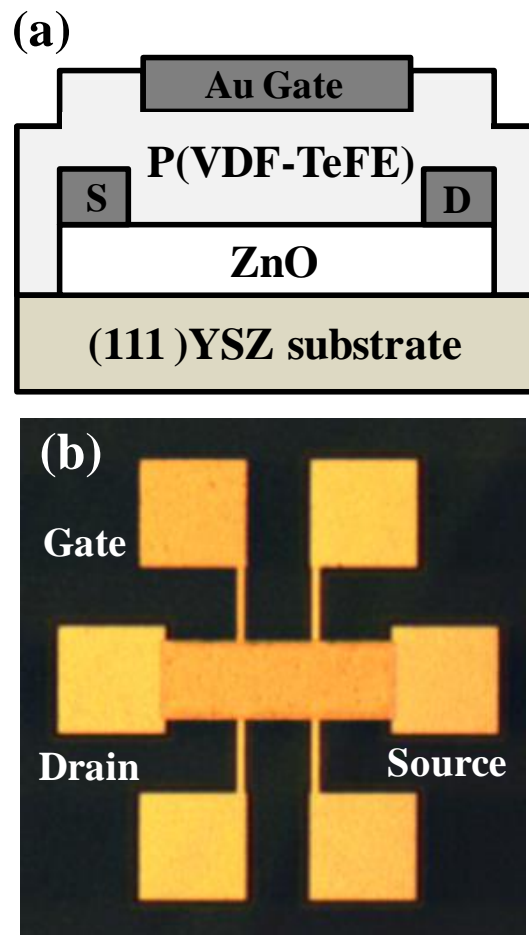 (a)
Au Gate
P(VDF-TeFE)
S
D
ZnO
(111)YSZ substrate
(b)
Gate
Drain
Source